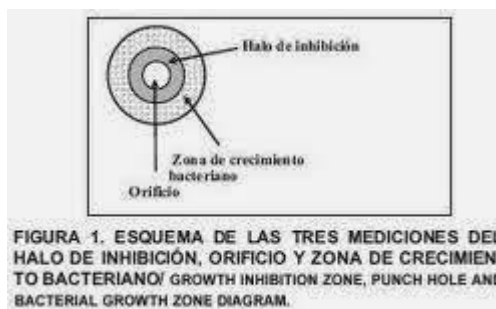 Halo de inhibición
Zona de crecimiento
bacteriano
Orificio
FIGURA 1. ESQUEMA DE LAS TRES MEDICIONES DEL
HALO DE INHIBICIÓN, ORIFICIO Y ZONA DE CRECIMIEN
TO BACTERIANO/ GROWTH INHIBITION ZONE, PUNCH HOLE AND
BACTERIAL GROWTH ZONE DIAGRAM.